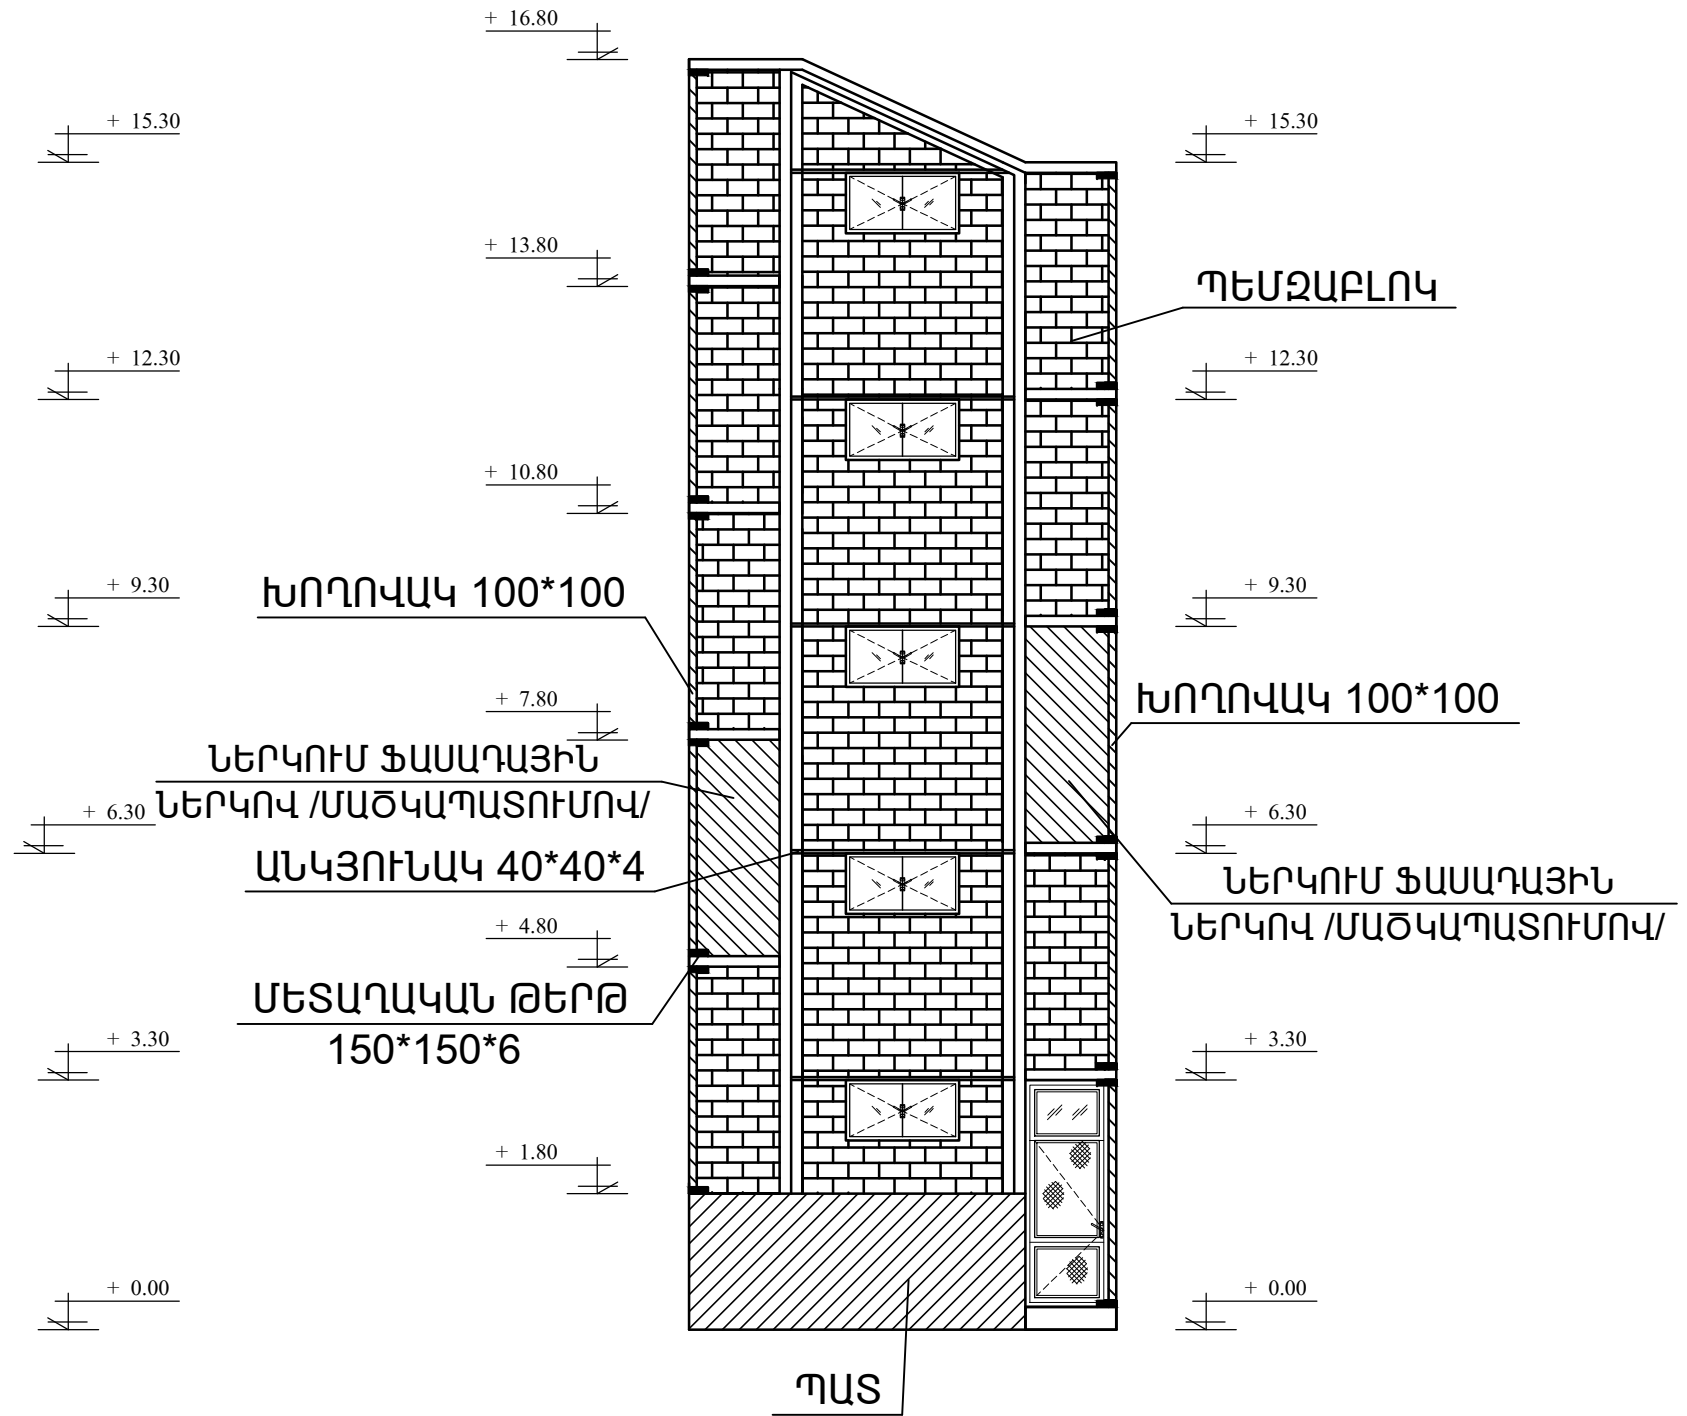 + 16.80
+ 15.30
+ 15.30
+ 13.80
ՊԵՄԶԱԲԼՈԿ
+ 12.30
+ 12.30
+ 10.80
+ 9.30
ԽՈՂՈՎԱԿ 100*100
+ 9.30
+ 7.80
ԽՈՂՈՎԱԿ 100*100
ՆԵՐԿՈՒՄ ՖԱՍԱԴԱՅԻՆ
ՆԵՐԿՈՎ /ՄԱԾԿԱՊԱՏՈՒՄՈՎ/
+ 6.30
+ 6.30
ԱՆԿՅՈՒՆԱԿ 40*40*4
ՆԵՐԿՈՒՄ ՖԱՍԱԴԱՅԻՆ
ՆԵՐԿՈՎ /ՄԱԾԿԱՊԱՏՈՒՄՈՎ/
+ 4.80
ՄԵՏԱՂԱԿԱՆ ԹԵՐԹ
150*150*6
+ 3.30
+ 3.30
+ 1.80
+ 0.00
+ 0.00
ՊԱՏ